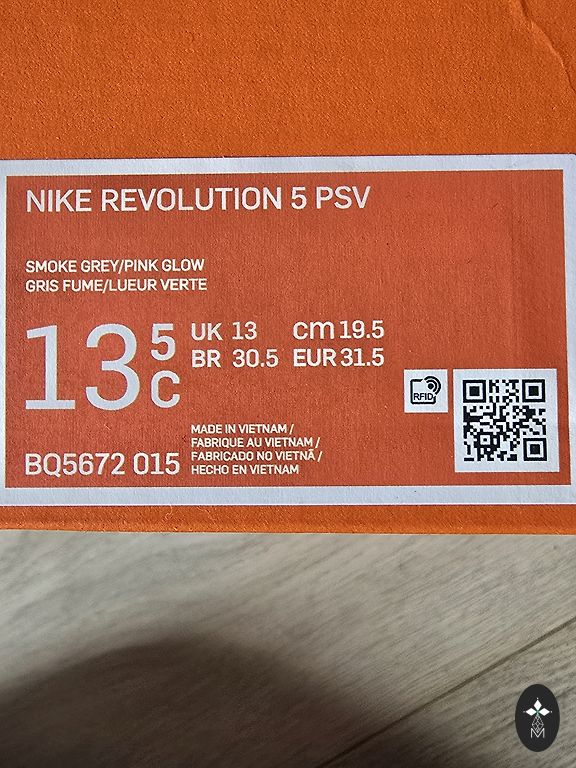 NIKE REVOLUTION 5 PSV
SMOKE GREY/PINK GLOW
GRIS FUME/LUEUR VERTE
13 5 C
UK 13 cm 19.5
BR 30.5 EUR 31.5
RFID
BQ5672 015
MADE IN VIETNAM /
FABRIQUE AU VIETNAM /
FABRICADO NO VIETNÃ /
HECHO EN VIETNAM
M